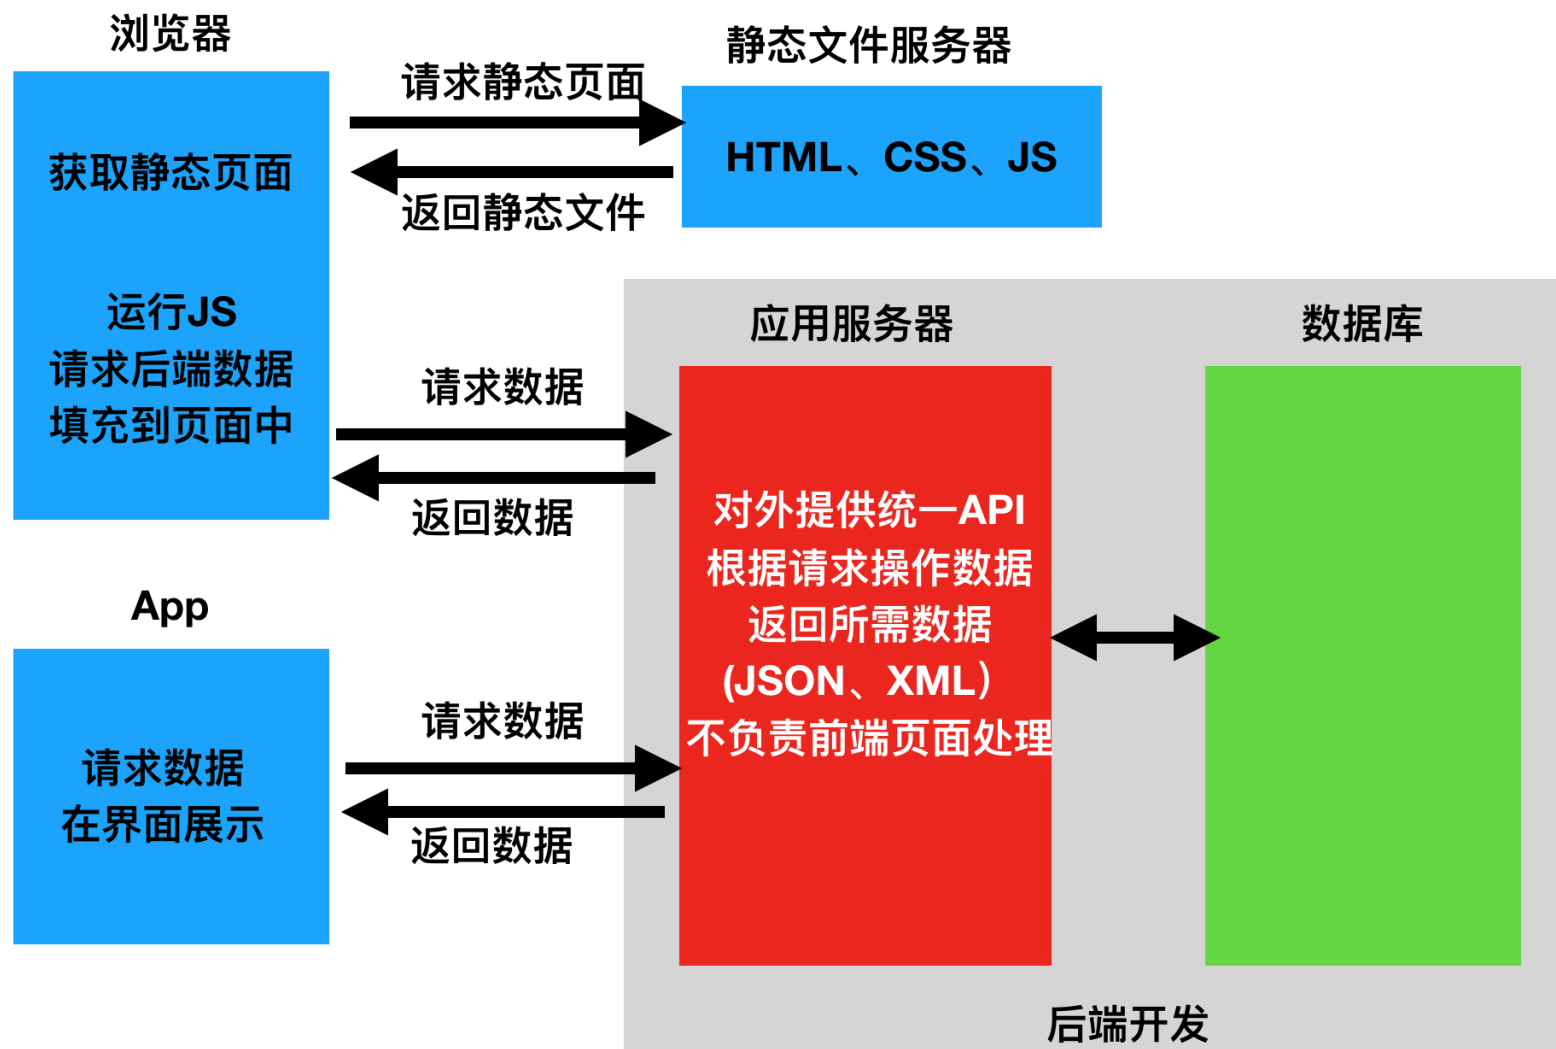 浏览器
静态文件服务器
请求静态页面
HTML、CSS、JS
获取静态页面
返回静态文件
运行JS
请求后端数据
填充到页面中
应用服务器
数据库
请求数据
返回数据
对外提供统一API
根据请求操作数据
返回所需数据
(JSON、XML）
不负责前端页面处理
App
请求数据
在界面展示
请求数据
返回数据
后端开发